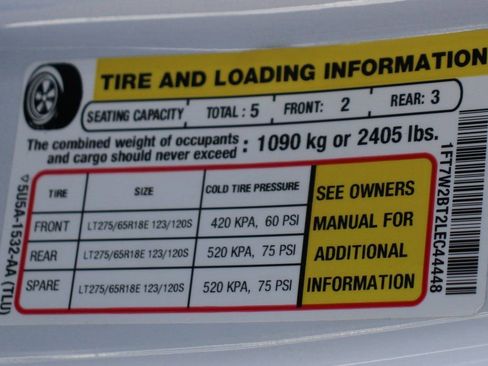 TIRE AND LOADING INFORMATION
SEATING CAPACITY TOTAL : 5 FRONT: 2 REAR: 3
The combined weight of occupants
and cargo should never exceed : 1090 kg or 2405 lbs.
TIRE SIZE COLD TIRE PRESSURE
FRONT LT275/65R18E 123/120S 420 KPA, 60 PSI
REAR LT275/65R18E 123/120S 520 KPA, 75 PSI
SPARE LT275/65R18E 123/120S 520 KPA, 75 PSI
SEE OWNERS
MANUAL FOR
ADDITIONAL
INFORMATION
5U5A-1532-AA (TLU)
1FT7W2BT2LEC44448